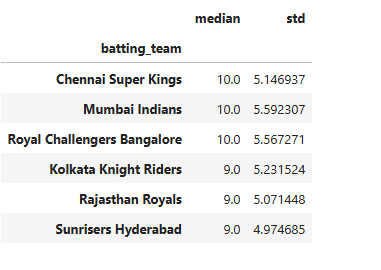 median std
batting_team
Chennai Super Kings 10.0 5.146937
Mumbai Indians 10.0 5.592307
Royal Challengers Bangalore 10.0 5.567271
Kolkata Knight Riders 9.0 5.231524
Rajasthan Royals 9.0 5.071448
Sunrisers Hyderabad 9.0 4.974685